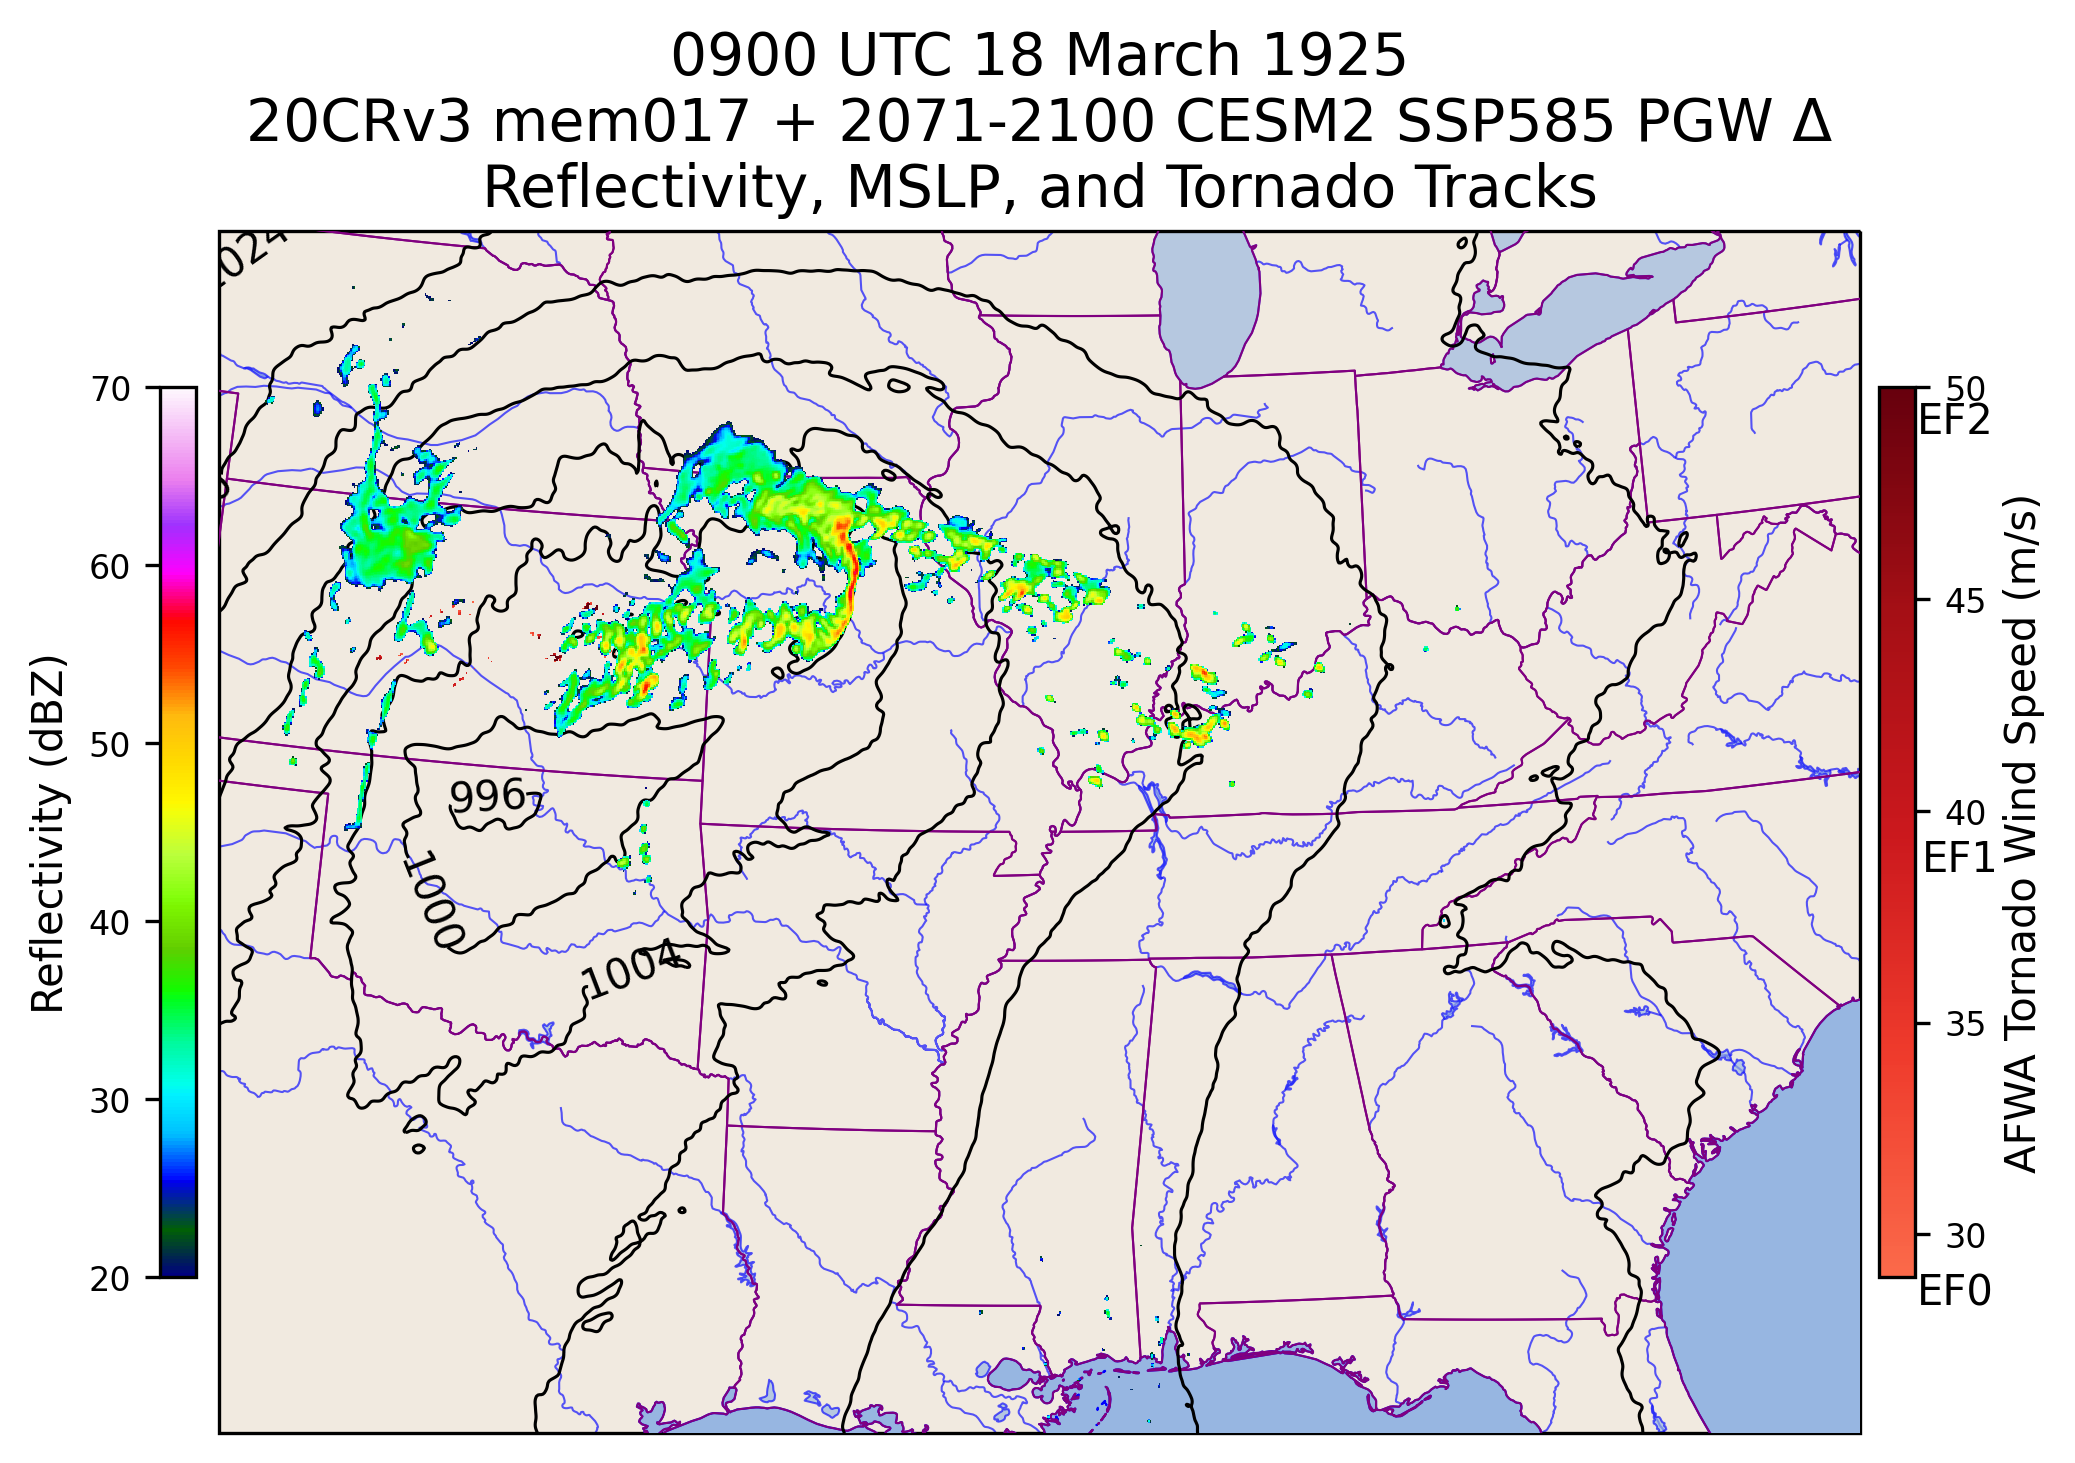 0900 UTC 18 March 1925
20CRv3 mem017 + 2071-2100 CESM2 SSP585 PGW Δ
Reflectivity, MSLP, and Tornado Tracks
024
70
60
50
40
30
20
Reflectivity (dBZ)
996
1000
1004
50
EF2
45
40
EF1
35
30
EF0
AFWA Tornado Wind Speed (m/s)